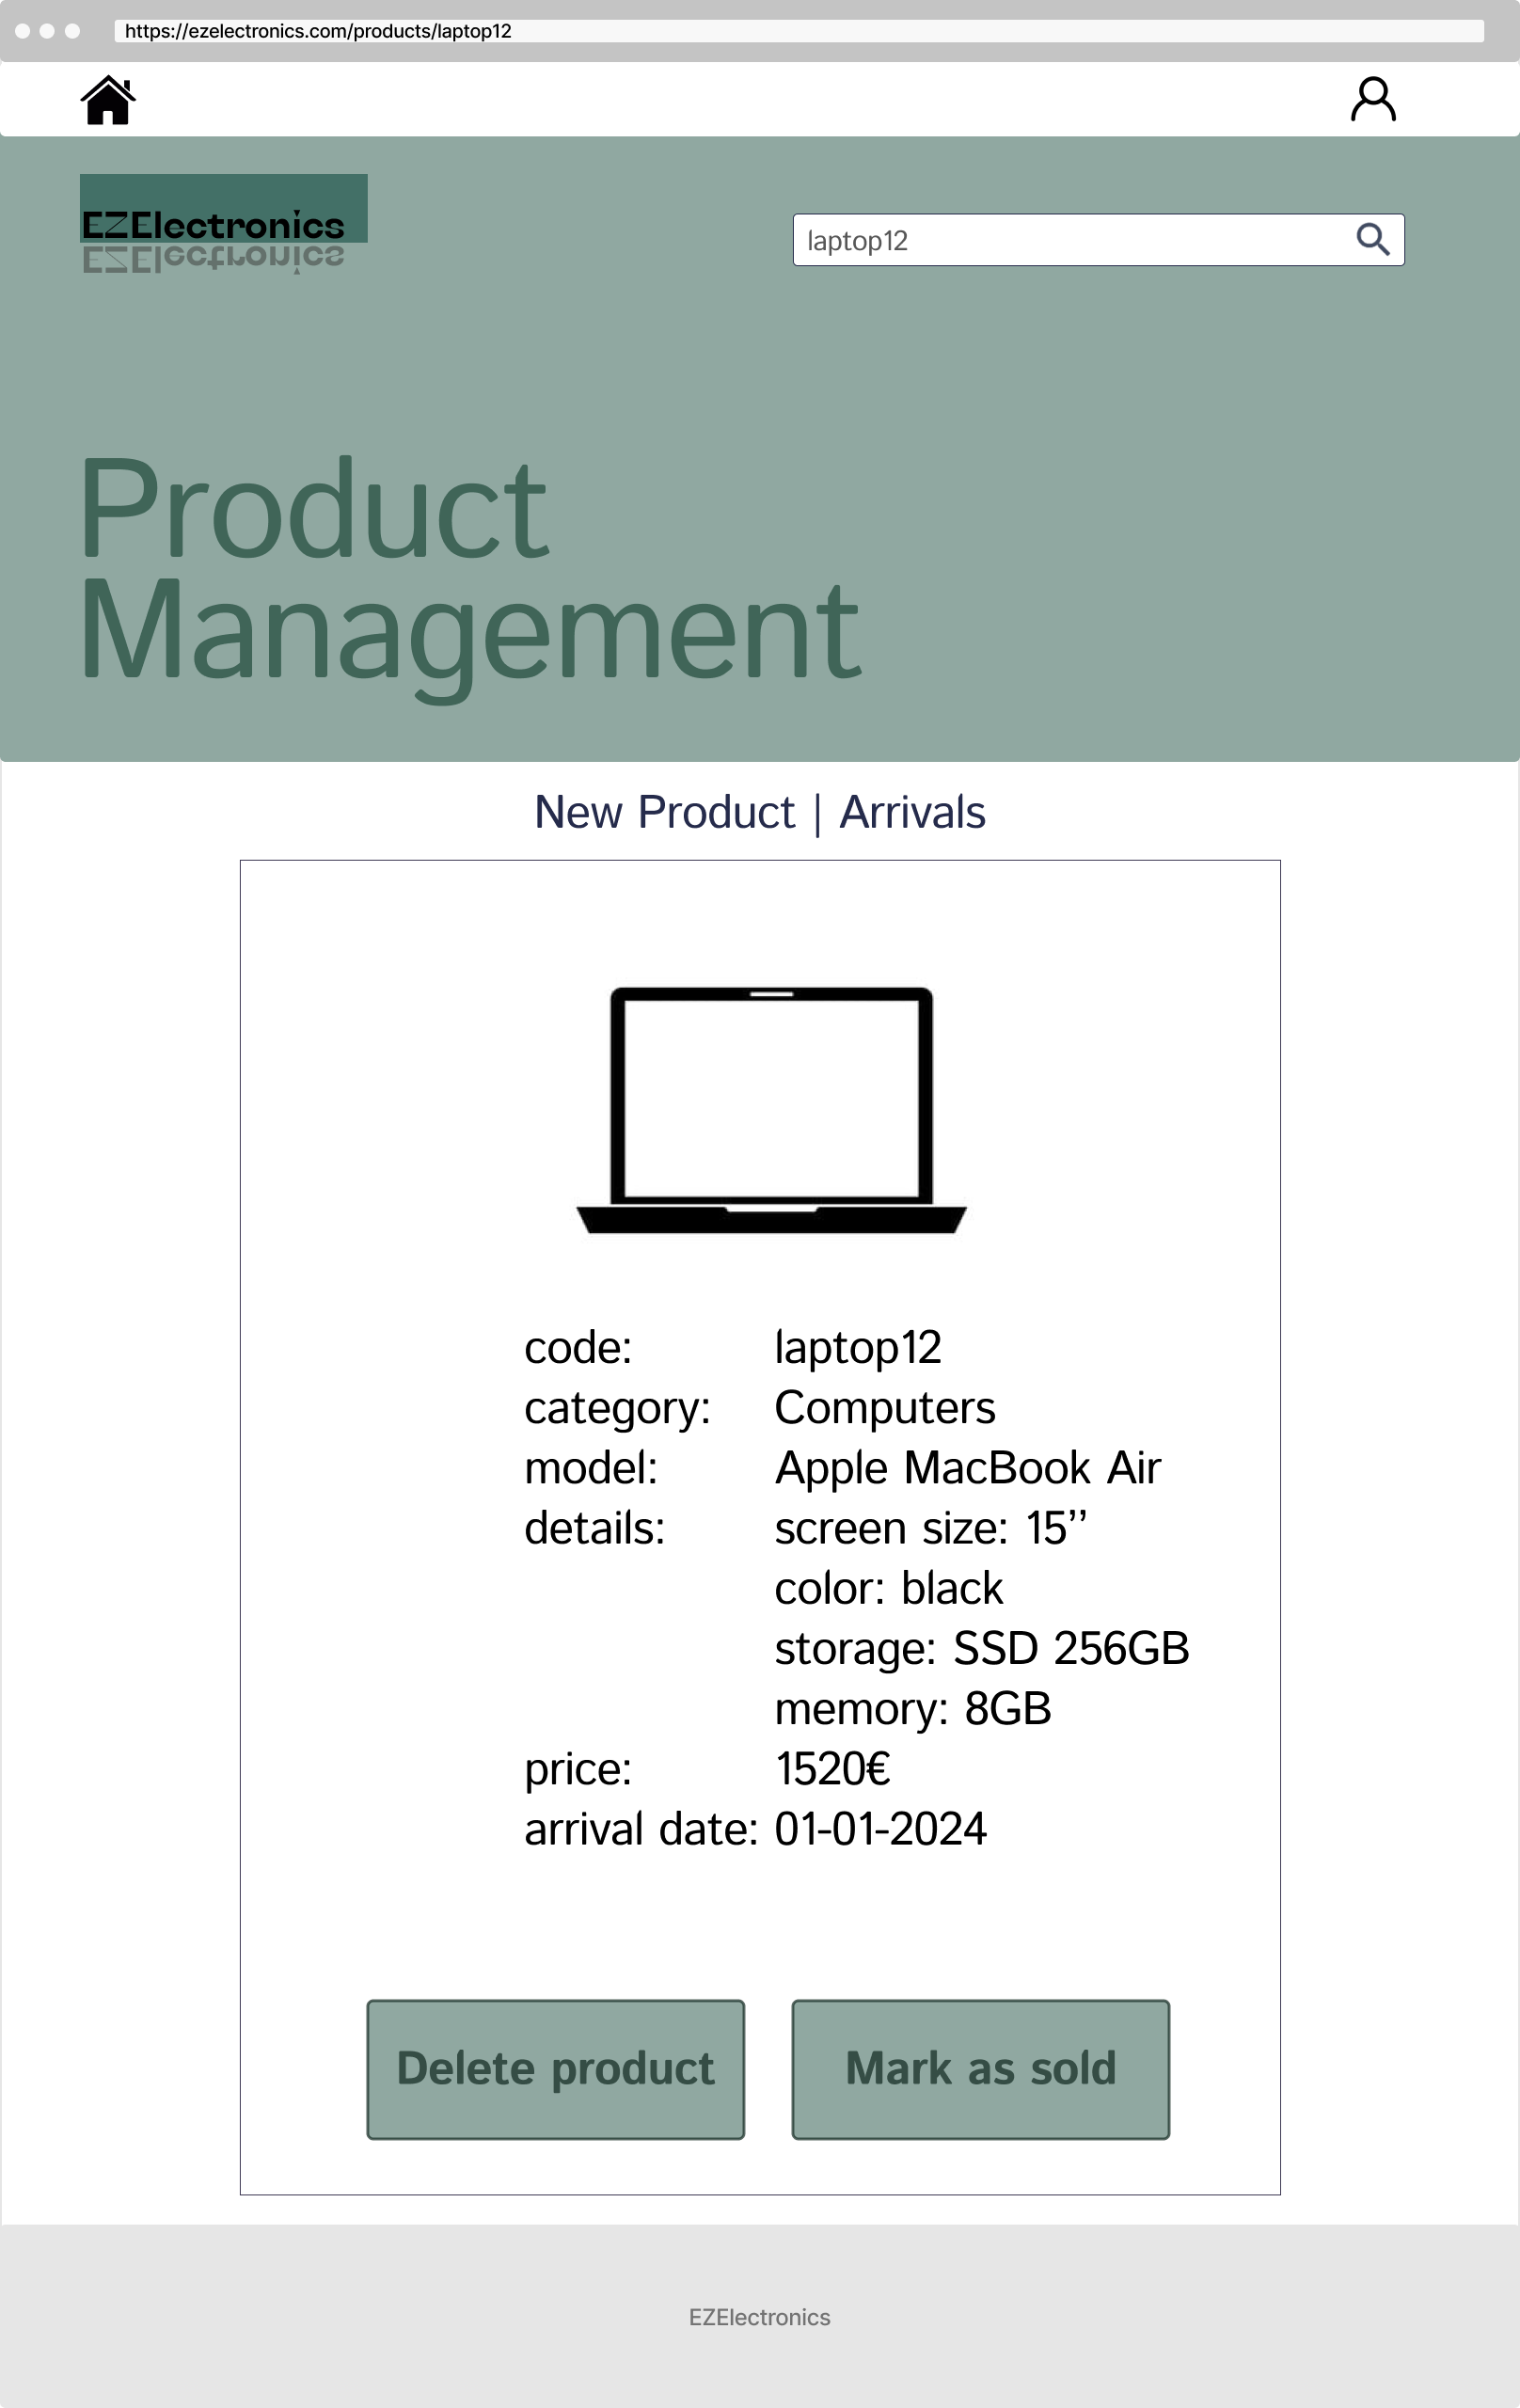 https://ezelectronics.com/products/laptop12
EZElectronics
EZElectronics
laptop12
Product
Management
New Product | Arrivals
code: laptop12
category: Computers
model: Apple MacBook Air
details: screen size: 15’’
color: black
storage: SSD 256GB
memory: 8GB
price: 1520€
arrival date: 01-01-2024
Delete product
Mark as sold
EZElectronics